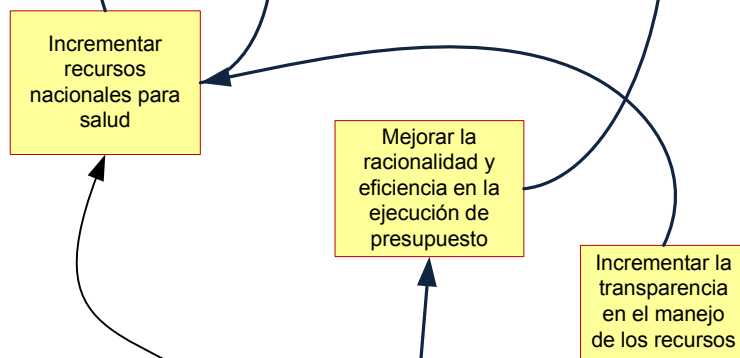 Incrementar
recursos
nacionales para
salud
Mejorar la
racionalidad y
eficiencia en la
ejecución de
presupuesto
Incrementar la
transparencia
en el manejo
de los recursos